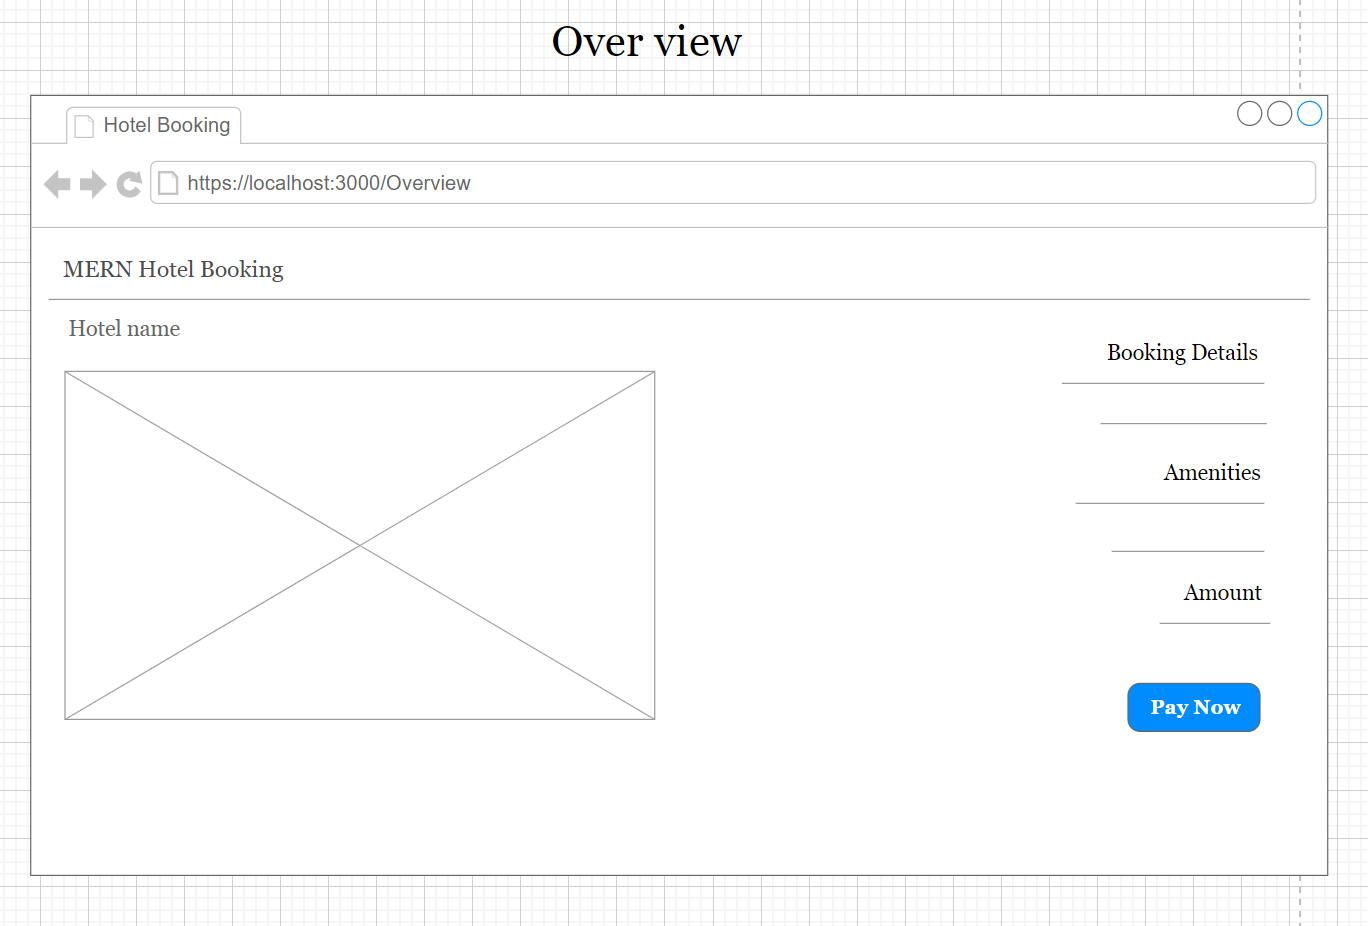 Over view
Hotel Booking
https://localhost:3000/Overview
MERN Hotel Booking
Hotel name
Booking Details
Amenities
Amount
Pay Now